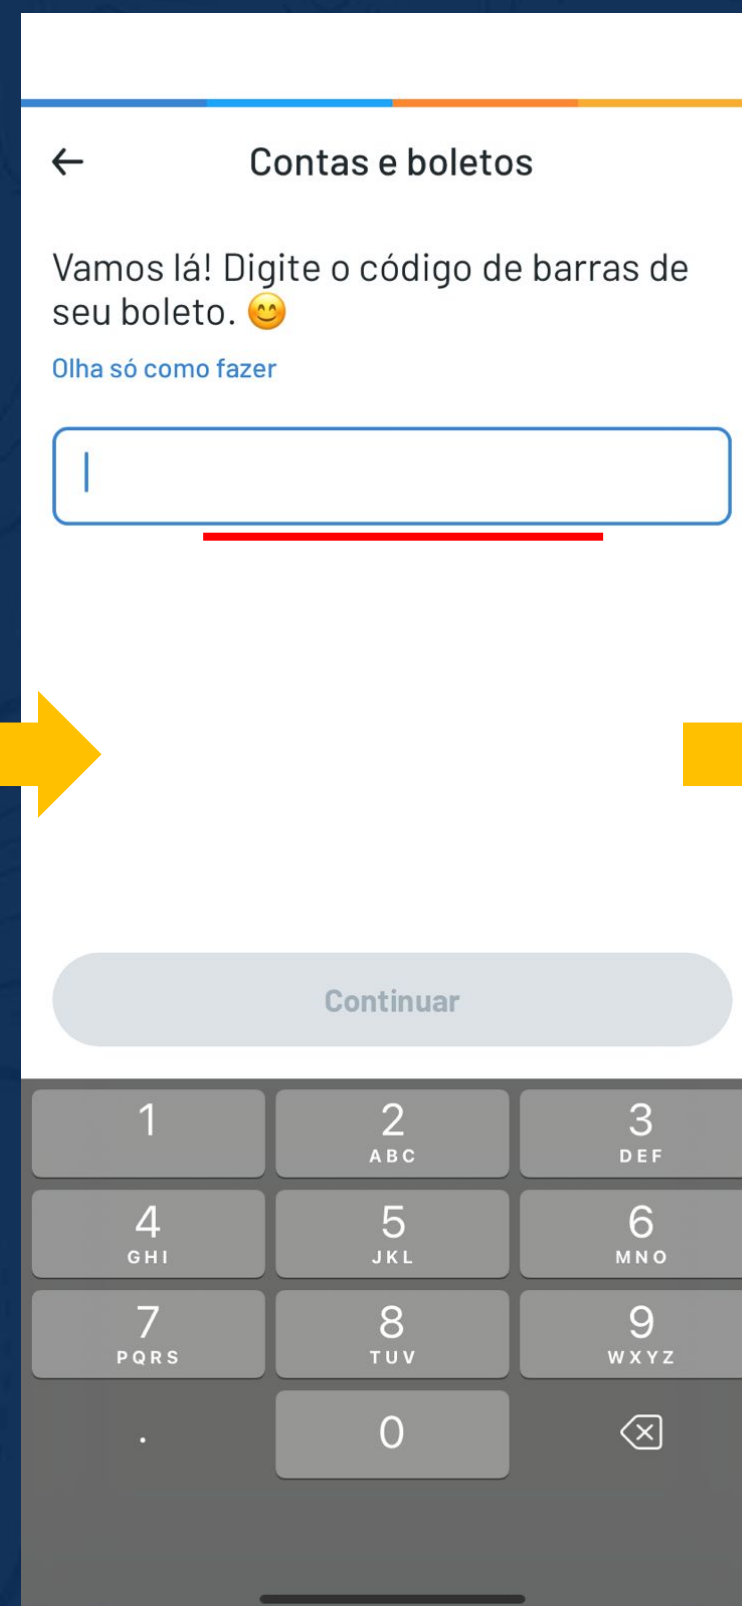 Contas e boletos
Vamos lá! Digite o código de barras de
seu boleto. 😊
Olha só como fazer
Continuar
1 2 3
ABC DEF
4 5 6
GHI JKL MNO
7 8 9
PQRS TUV WXYZ
. 0